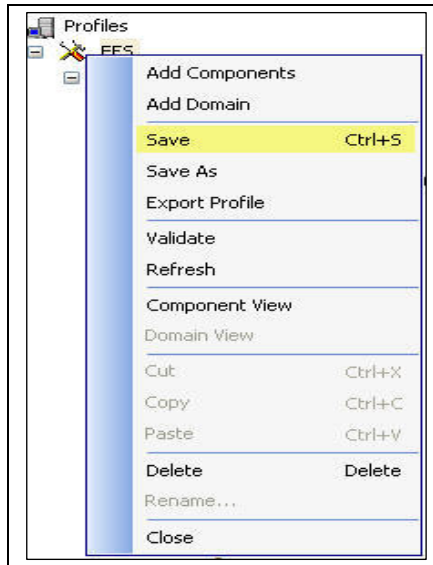 Profiles
EES
Add Components
Add Domain
Save Ctrl+S
Save As
Export Profile
Validate
Refresh
Component View
Domain View
Cut Ctrl+X
Copy Ctrl+C
Paste Ctrl+V
Delete Delete
Rename...
Close